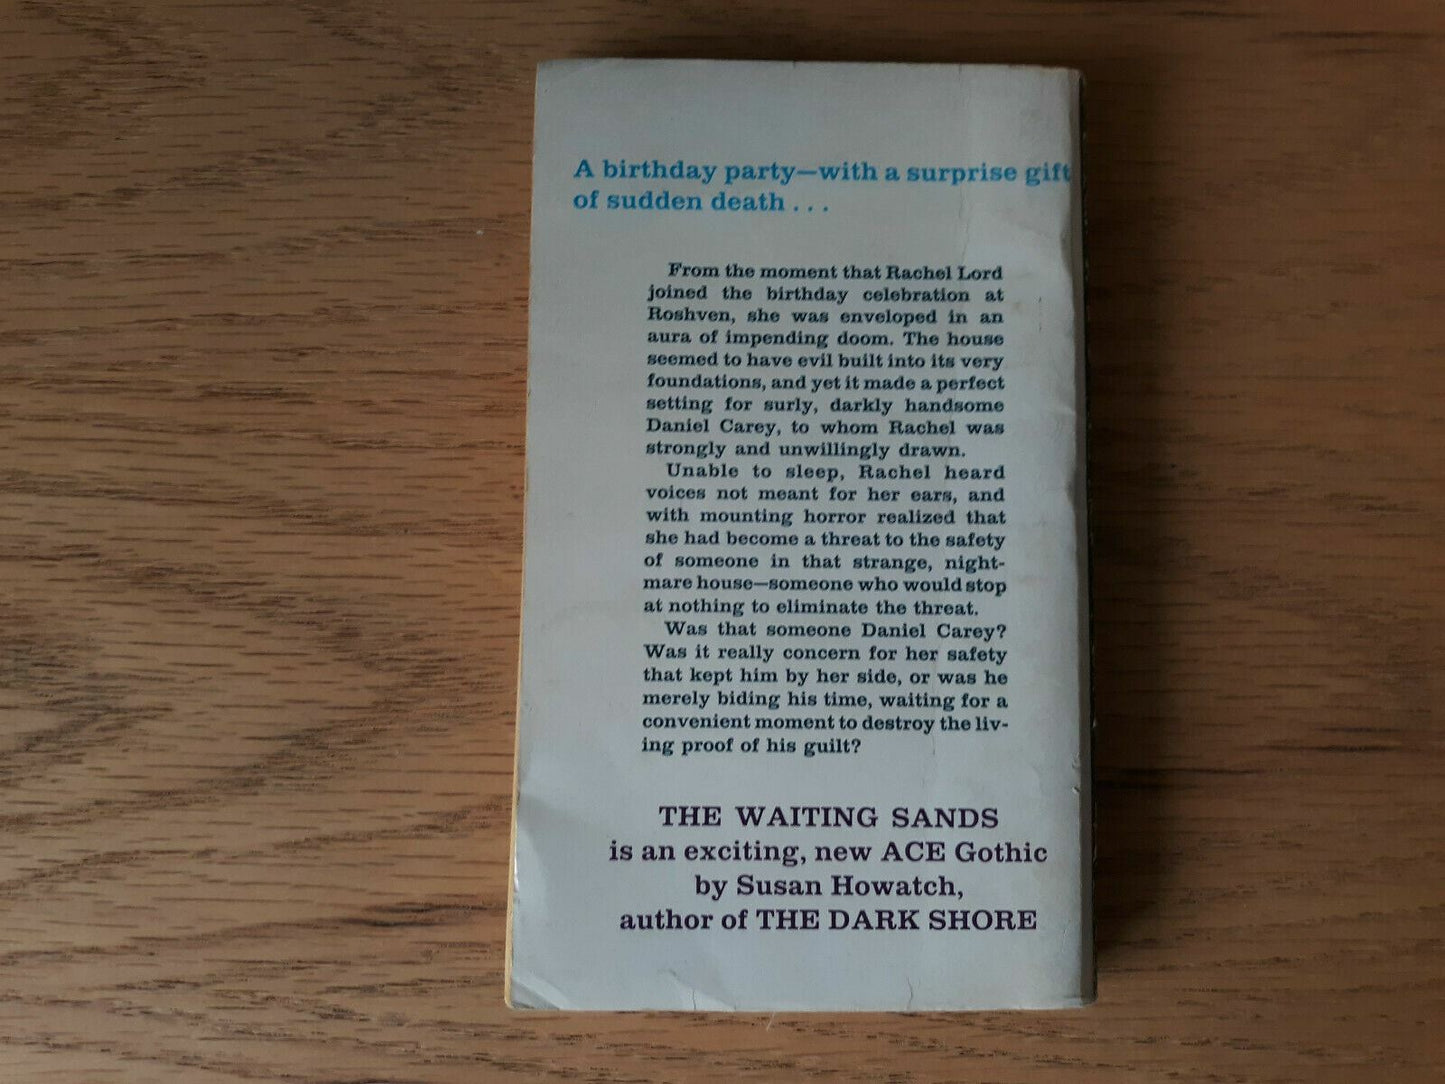 A birthday party—with a surprise gift
of sudden death . . .
From the moment that Rachel Lord
joined the birthday celebration at
Roshven, she was enveloped in an
aura of impending doom. The house
seemed to have evil built into its very
foundations, and yet it made a perfect
setting for surly, darkly handsome
Daniel Carey, to whom Rachel was
strongly and unwillingly drawn.
Unable to sleep, Rachel heard
voices not meant for her ears, and
with mounting horror realized that
she had become a threat to the safety
of someone in that strange, night-
mare house—someone who would stop
at nothing to eliminate the threat.
Was that someone Daniel Carey?
Was it really concern for her safety
that kept him by her side, or was he
merely biding his time, waiting for a
convenient moment to destroy the liv-
ing proof of his guilt?
THE WAITING SANDS
is an exciting, new ACE Gothic
by Susan Howatch,
author of THE DARK SHORE